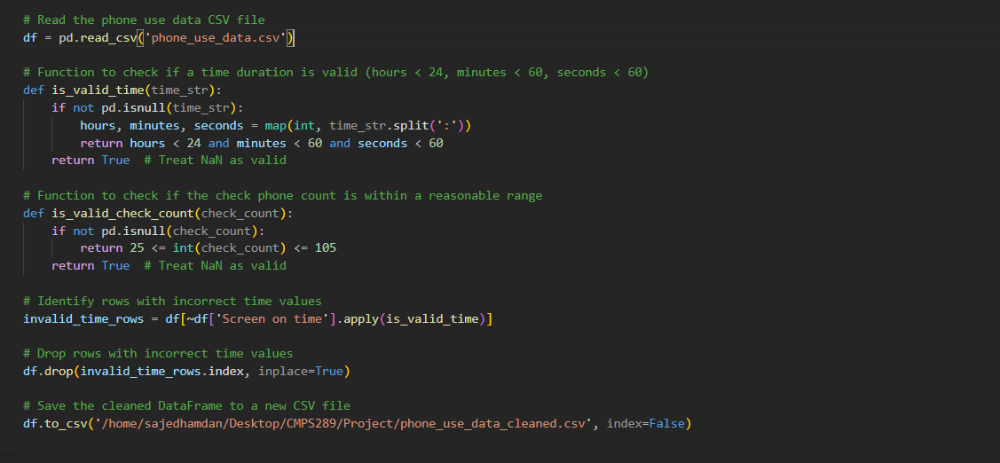 # Read the phone use data CSV file
df = pd.read_csv('phone_use_data.csv')
# Function to check if a time duration is valid (hours < 24, minutes < 60, seconds < 60)
def is_valid_time(time_str):
    if not pd.isnull(time_str):
        hours, minutes, seconds = map(int, time_str.split(':'))
        return hours < 24 and minutes < 60 and seconds < 60
    return True  # Treat NaN as valid
# Function to check if the check phone count is within a reasonable range
def is_valid_check_count(check_count):
    if not pd.isnull(check_count):
        return 25 <= int(check_count) <= 105
    return True  # Treat NaN as valid
# Identify rows with incorrect time values
invalid_time_rows = df[~df['Screen on time'].apply(is_valid_time)]
# Drop rows with incorrect time values
df.drop(invalid_time_rows.index, inplace=True)
# Save the cleaned DataFrame to a new CSV file
df.to_csv('/home/sajedhamdan/Desktop/CMPS289/Project/phone_use_data_cleaned.csv', index=False)